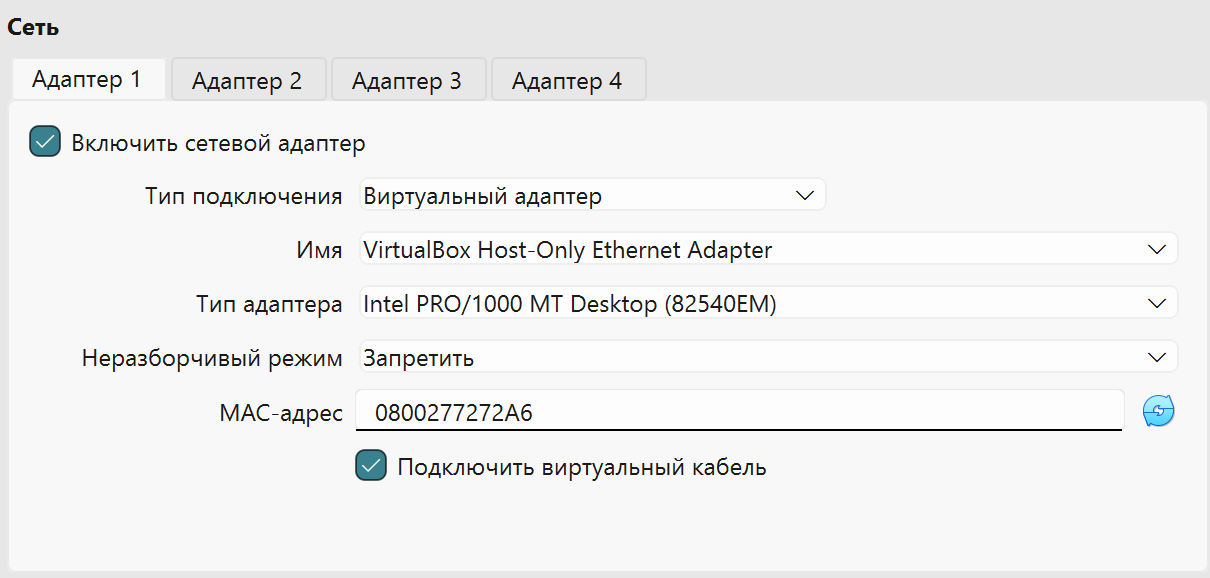 Сеть
Адаптер 1 Адаптер 2 Адаптер 3 Адаптер 4
Включить сетевой адаптер
Тип подключения Виртуальный адаптер
Имя VirtualBox Host-Only Ethernet Adapter
Тип адаптера Intel PRO/1000 MT Desktop (82540EM)
Неразборчивый режим Запретить
MAC-адрес 0800277272A6
Подключить виртуальный кабель